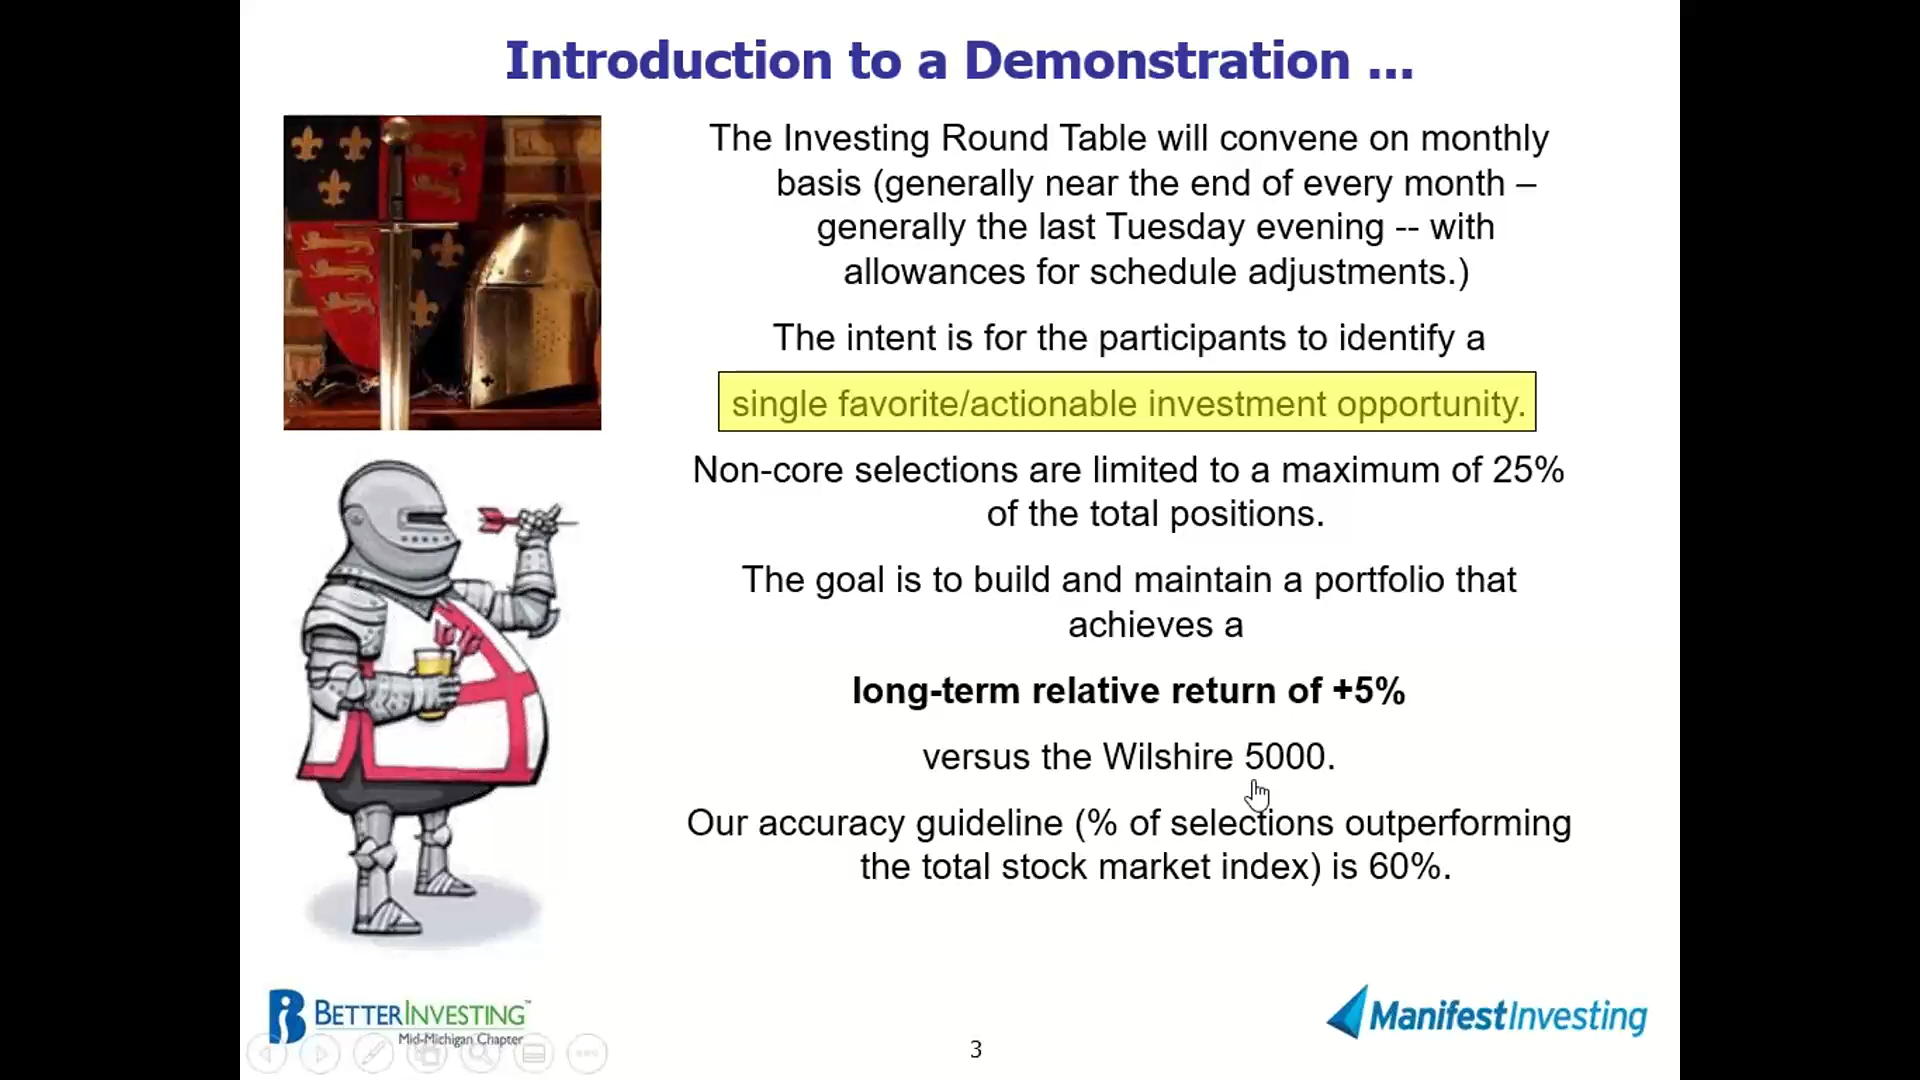 Introduction to a Demonstration ...
The Investing Round Table will convene on monthly
basis (generally near the end of every month –
generally the last Tuesday evening -- with
allowances for schedule adjustments.)
The intent is for the participants to identify a
single favorite/actionable investment opportunity.
Non-core selections are limited to a maximum of 25%
of the total positions.
The goal is to build and maintain a portfolio that
achieves a
long-term relative return of +5%
versus the Wilshire 5000.
Our accuracy guideline (% of selections outperforming
the total stock market index) is 60%.
BETTERINVESTING™
Mid-Michigan Chapter
ManifestInvesting
3